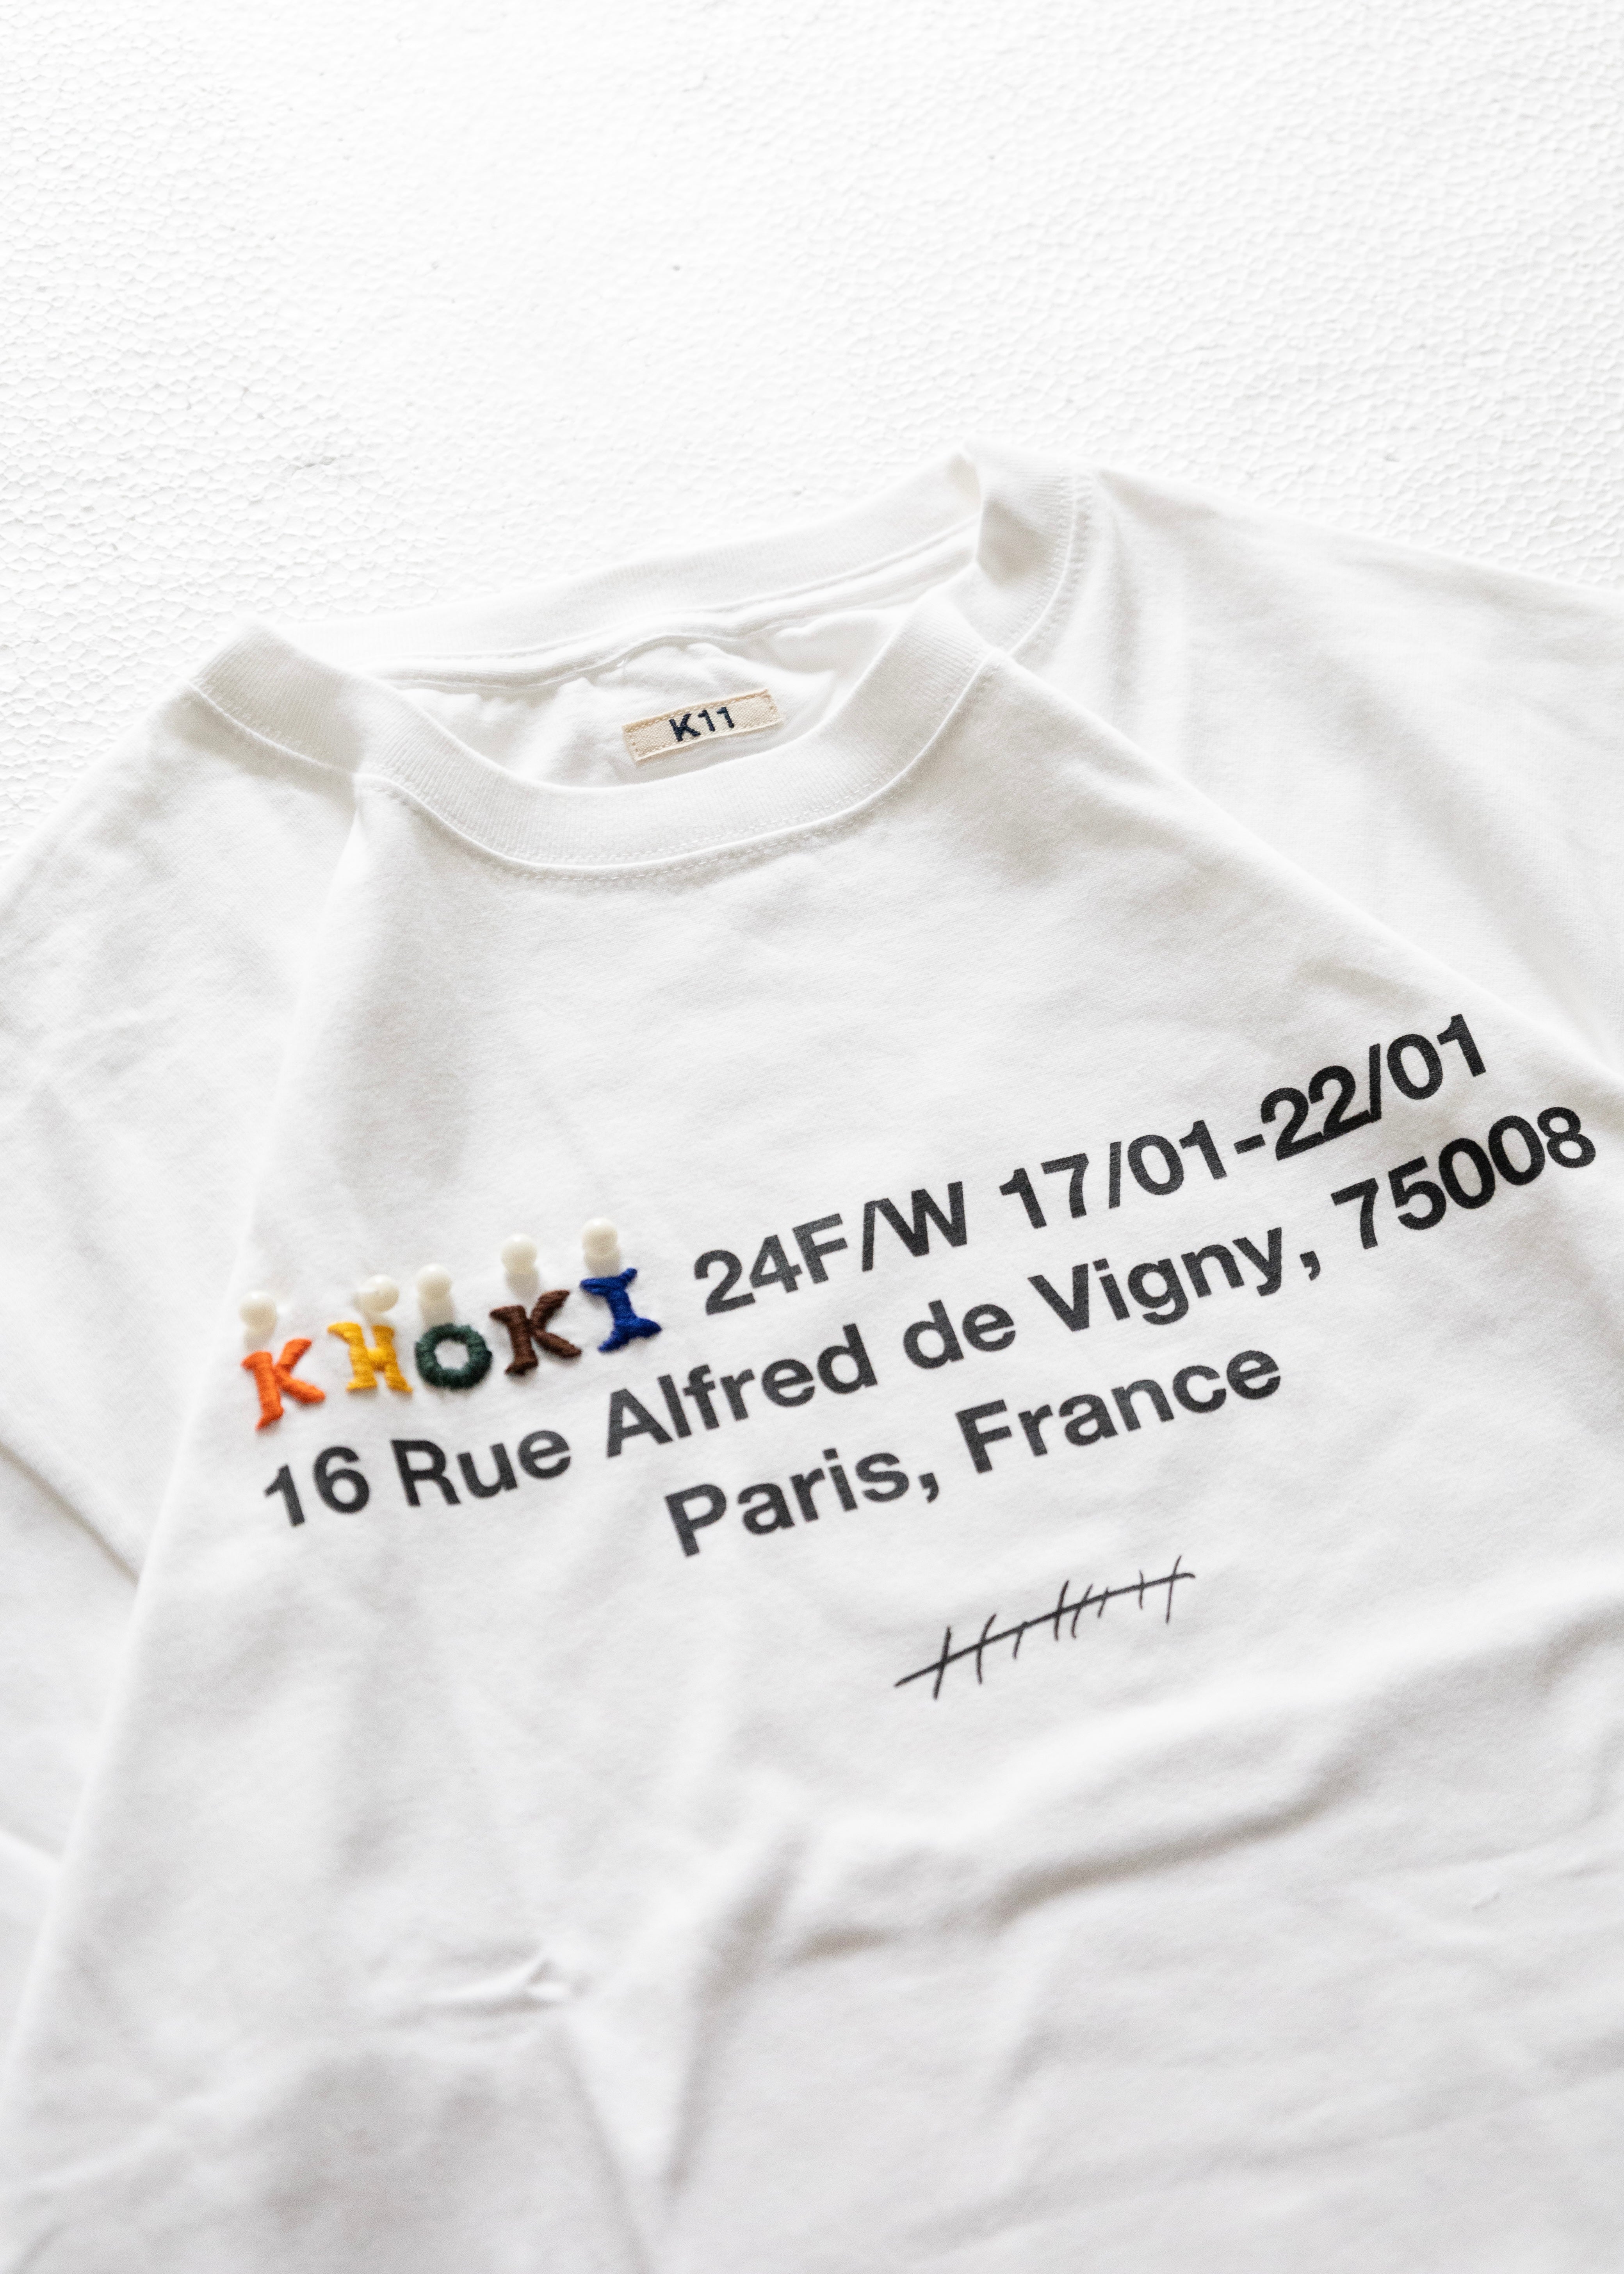 K11
KHOKI 24F/W 17/01-22/01
16 Rue Alfred de Vigny, 75008
Paris, France